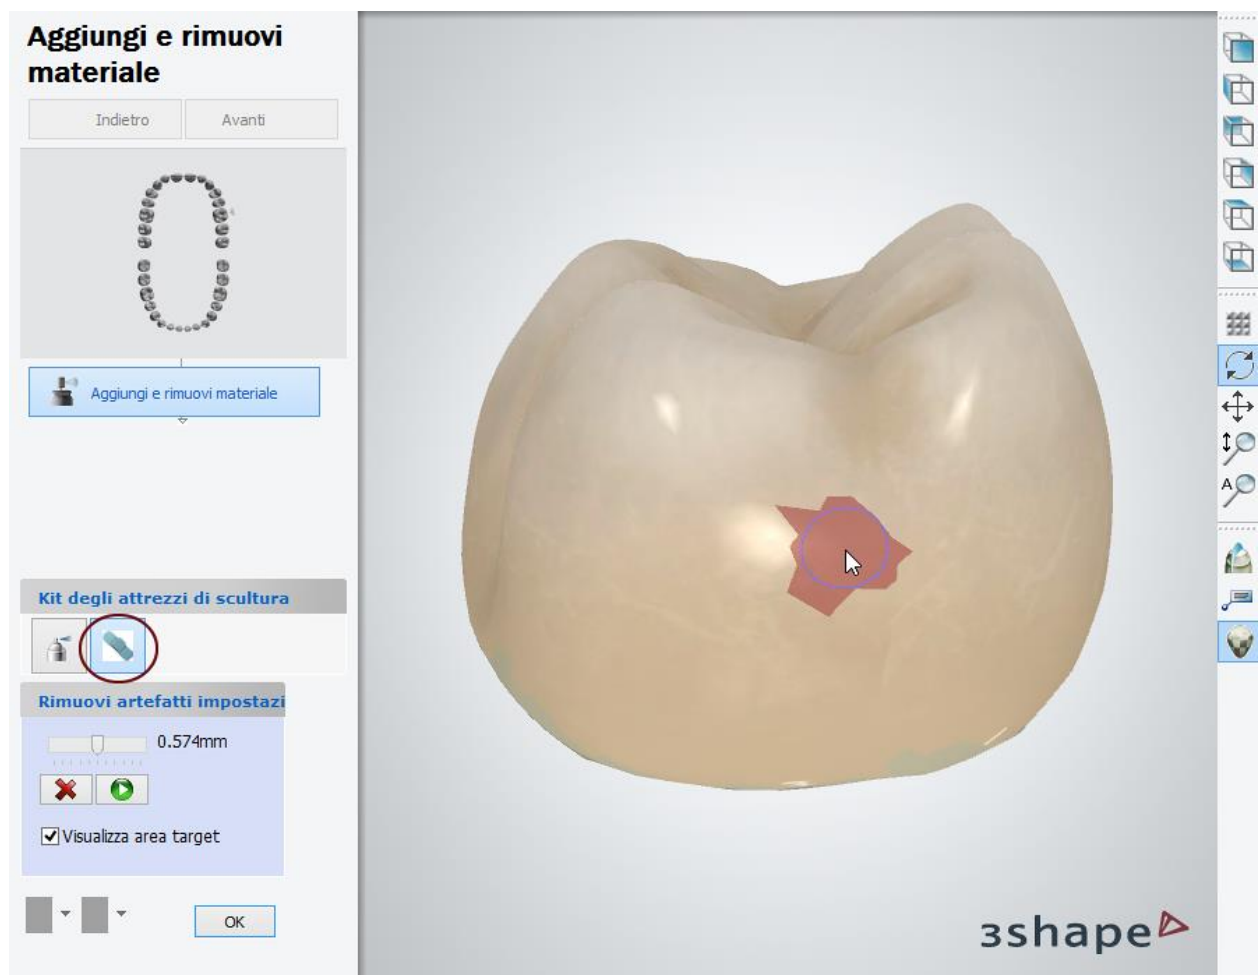 Aggiungi e rimuovi
materiale
Indietro
Avanti
Aggiungi e rimuovi materiale
Kit degli attrezzi di scultura
Rimuovi artefatti impostazi
0.574mm
Visualizza area target
OK
A
3shape